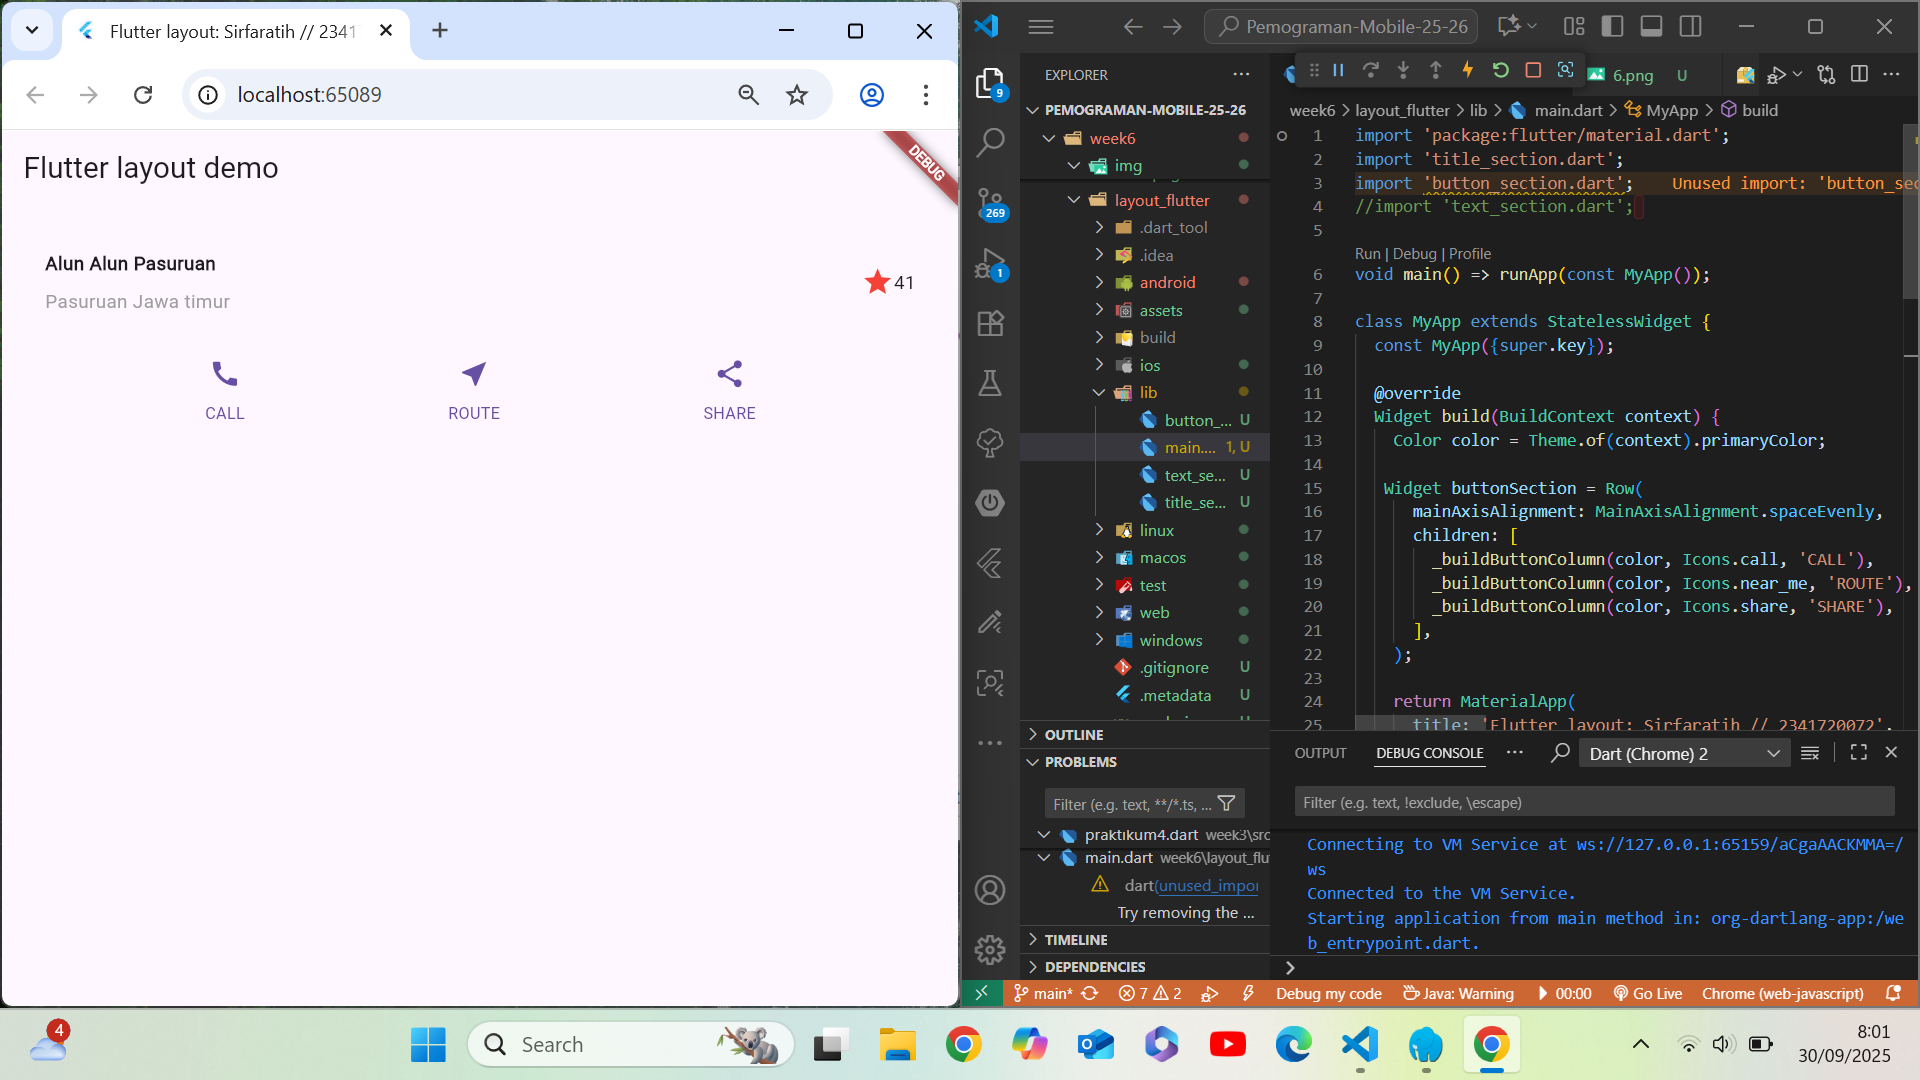 Flutter layout: Sirfaratih // 2341
localhost:65089
Flutter layout demo
DEBUG
Alun Alun Pasuruan
Pasuruan Jawa timur
41
CALL
ROUTE
SHARE
Pemograman-Mobile-25-26
EXPLORER
PEMOGRAMAN-MOBILE-25-26
week6
img
layout_flutter
.dart_tool
.idea
android
assets
build
ios
lib
button_... U
main.... 1, U
text_se... U
title_se... U
linux
macos
test
web
windows
.gitignore U
.metadata U
OUTLINE
PROBLEMS
Filter (e.g. text, **/*.ts, ...
praktikum4.dart week3\src
main.dart week6\layout_flu
dart(unused_impor
Try removing the ...
TIMELINE
DEPENDENCIES
9
269
1
6.png U
week6 > layout_flutter > lib > main.dart > MyApp > build
1 import 'package:flutter/material.dart';
2 import 'title_section.dart';
3 import 'button_section.dart'; Unused import: 'button_sec
4 //import 'text_section.dart';
5
Run | Debug | Profile
6 void main() => runApp(const MyApp());
7
8 class MyApp extends StatelessWidget {
9 const MyApp({super.key});
10
11 @override
12 Widget build(BuildContext context) {
13 Color color = Theme.of(context).primaryColor;
14
15 Widget buttonSection = Row(
16 mainAxisAlignment: MainAxisAlignment.spaceEvenly,
17 children: [
18 _buildButtonColumn(color, Icons.call, 'CALL'),
19 _buildButtonColumn(color, Icons.near_me, 'ROUTE'),
20 _buildButtonColumn(color, Icons.share, 'SHARE'),
21 ],
22 );
23
24 return MaterialApp(
25 title: 'Flutter layout: Sirfaratih // 2341720072',
OUTPUT DEBUG CONSOLE ... Dart (Chrome) 2
Filter (e.g. text, !exclude, \escape)
Connecting to VM Service at ws://127.0.0.1:65159/aCgaAACKMMA=/
ws
Connected to the VM Service.
Starting application from main method in: org-dartlang-app:/we
b_entrypoint.dart.
main* 7 2 Debug my code Java: Warning 00:00 Go Live Chrome (web-javascript)
4
Search
8:01
30/09/2025